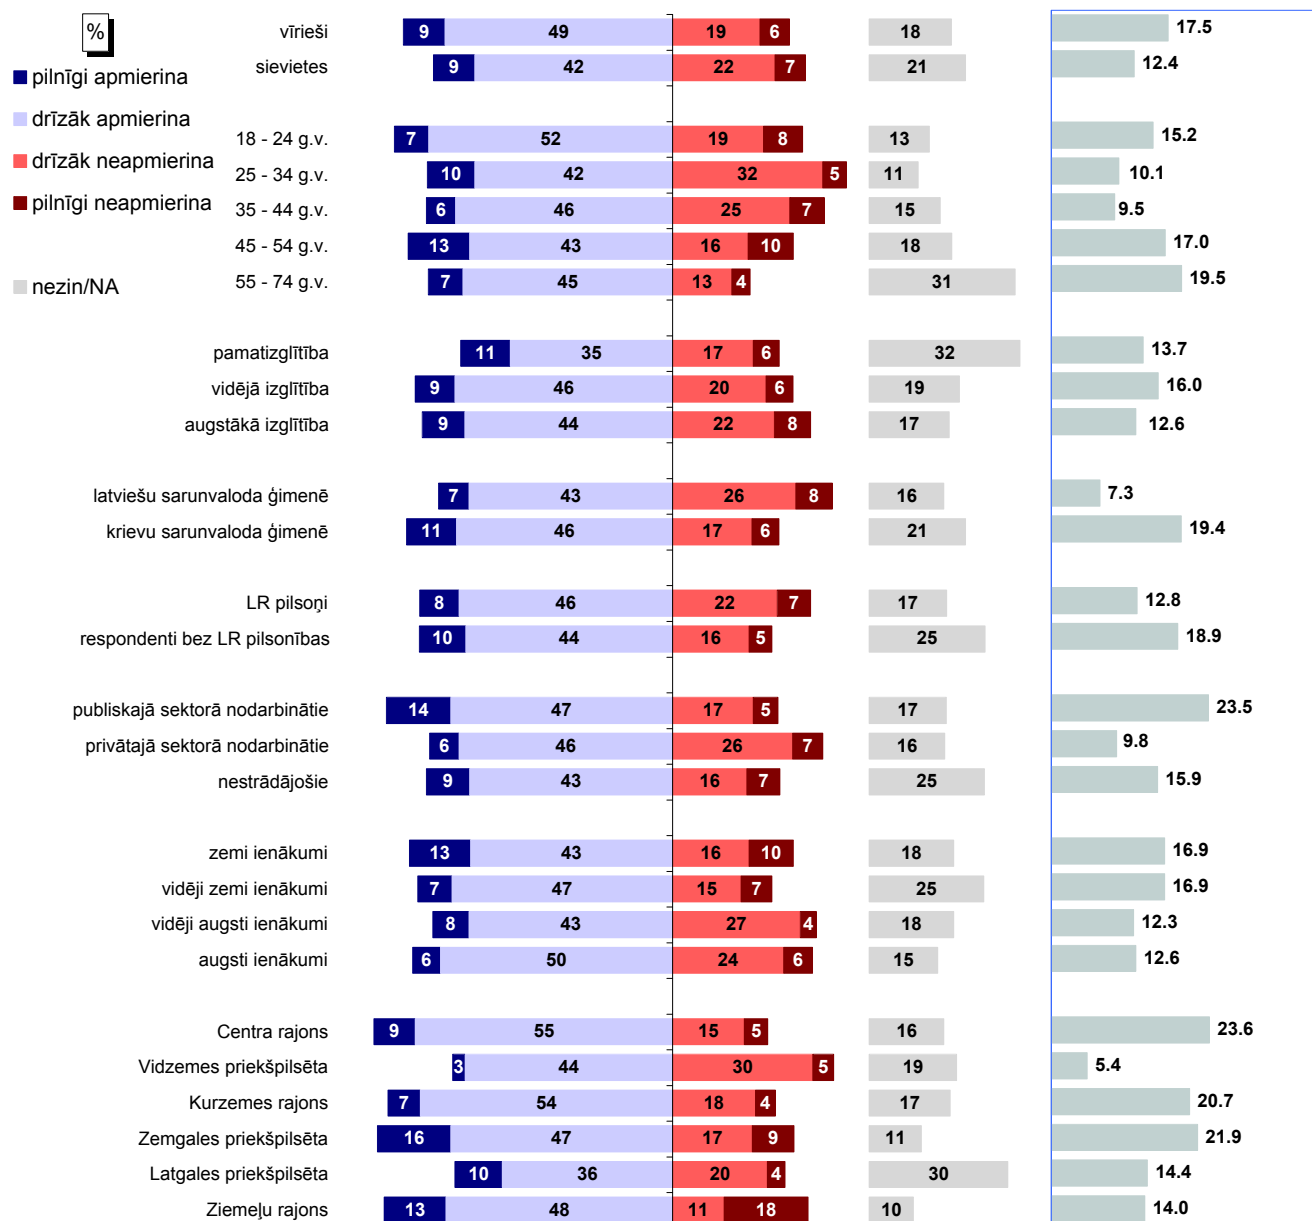 %
pilnīgi apmierina
drīzāk apmierina
drīzāk neapmierina
pilnīgi neapmierina
nezin/NA
vīrieši 9 49 19 6 18 17.5
sievietes 9 42 22 7 21 12.4
18 - 24 g.v. 7 52 19 8 13 15.2
25 - 34 g.v. 10 42 32 5 11 10.1
35 - 44 g.v. 6 46 25 7 15 9.5
45 - 54 g.v. 13 43 16 10 18 17.0
55 - 74 g.v. 7 45 13 4 31 19.5
pamatizglītība 11 35 17 6 32 13.7
vidējā izglītība 9 46 20 6 19 16.0
augstākā izglītība 9 44 22 8 17 12.6
latviešu sarunvaloda ģimenē 7 43 26 8 16 7.3
krievu sarunvaloda ģimenē 11 46 17 6 21 19.4
LR pilsoņi 8 46 22 7 17 12.8
respondenti bez LR pilsonības 10 44 16 5 25 18.9
publiskajā sektorā nodarbinātie 14 47 17 5 17 23.5
privātajā sektorā nodarbinātie 6 46 26 7 16 9.8
nestrādājošie 9 43 16 7 25 15.9
zemi ienākumi 13 43 16 10 18 16.9
vidēji zemi ienākumi 7 47 15 7 25 16.9
vidēji augsti ienākumi 8 43 27 4 18 12.3
augsti ienākumi 6 50 24 6 15 12.6
Centra rajons 9 55 15 5 16 23.6
Vidzemes priekšpilsēta 3 44 30 5 19 5.4
Kurzemes rajons 7 54 18 4 17 20.7
Zemgales priekšpilsēta 16 47 17 9 11 21.9
Latgales priekšpilsēta 10 36 20 4 30 14.4
Ziemeļu rajons 13 48 11 18 10 14.0